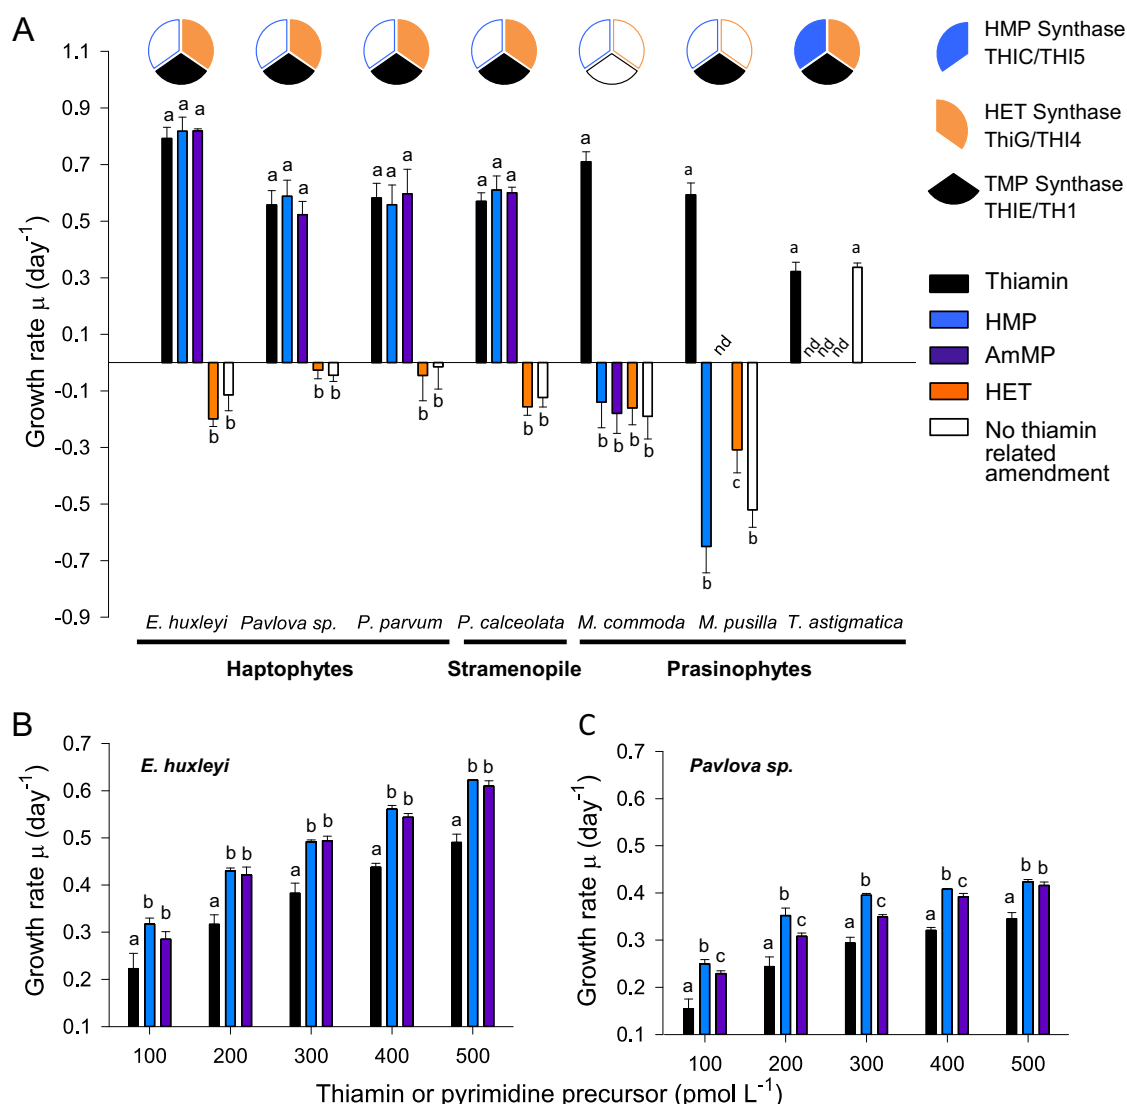 A
HMP Synthase
THIC/THI5
HET Synthase
ThiG/THI4
TMP Synthase
THIE/TH1
Thiamin
HMP
AmMP
HET
No thiamin
related
amendment
Growth rate μ (day-1)
1.1
0.9
0.7
0.5
0.3
0.1
-0.1
-0.3
-0.5
-0.7
-0.9
a a a b b
a a a b b
a a a b b
a a a b b
a b b b b
a b nd c b
a nd nd nd a
E. huxleyi Pavlova sp. P. parvum P. calceolata M. commoda M. pusilla T. astigmatica
Haptophytes Stramenopile Prasinophytes
B
E. huxleyi
Growth rate μ (day-1)
0.7
0.6
0.5
0.4
0.3
0.2
0.1
a b b
a b b
a b b
a b b
a b b
100 200 300 400 500
C
Pavlova sp.
Growth rate μ (day-1)
0.7
0.6
0.5
0.4
0.3
0.2
0.1
a b c
a b c
a b c
a b c
a b b
100 200 300 400 500
Thiamin or pyrimidine precursor (pmol L-1)